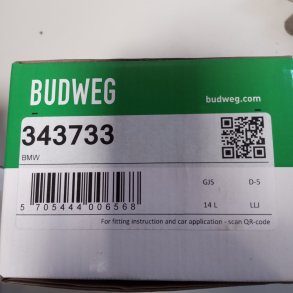 BUDWEG
budweg.com
343733
BMW
GJS D-5
14 L LLJ
5 705444 006568
For fitting instruction and car application - scan QR-code